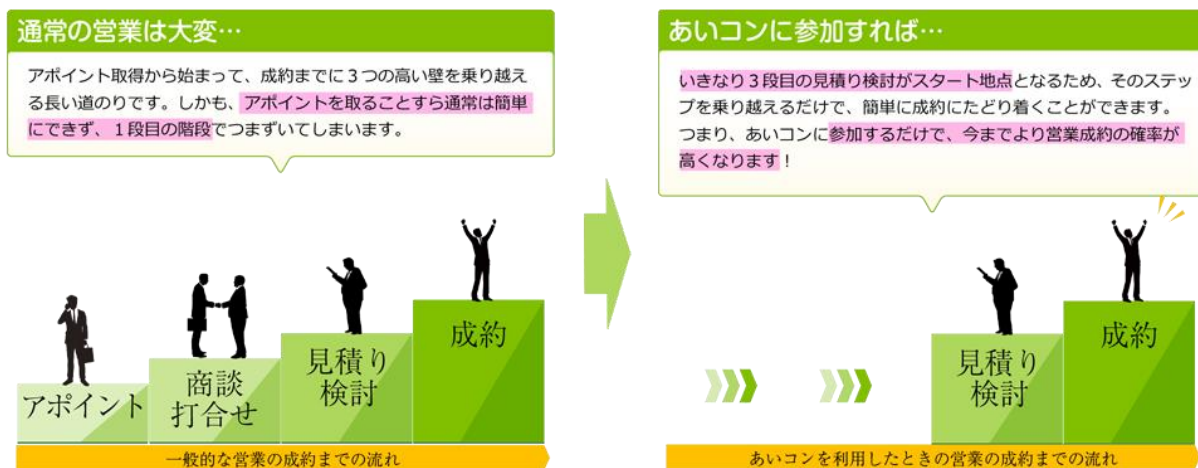 通常の営業は大変…
アポイント取得から始まって、成約までに３つの高い壁を乗り越え
る長い道のりです。しかも、アポイントを取ることすら通常は簡単
にできず、１段目の階段でつまずいてしまいます。
アポイント
商談
打合せ
見積り
検討
成約
一般的な営業の成約までの流れ
あいコンに参加すれば…
いきなり３段目の見積り検討がスタート地点となるため、そのステッ
プを乗り越えるだけで、簡単に成約にたどり着くことができます。
つまり、あいコンに参加するだけで、今までより営業成約の確率が
高くなります！
見積り
検討
成約
あいコンを利用したときの営業の成約までの流れ